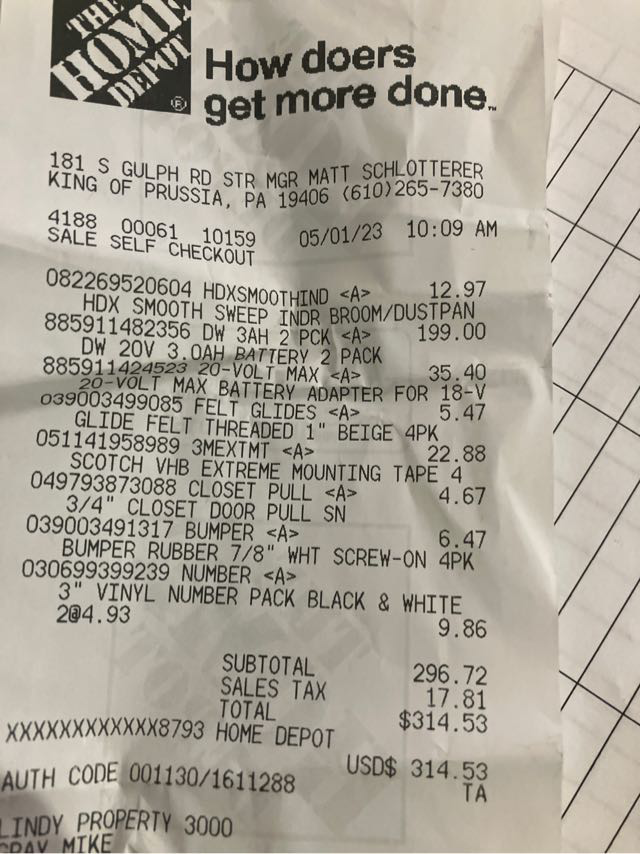 THE
HOME
DEPOT
®
How doers
get more done.™
181 S GULPH RD STR MGR MATT SCHLOTTERER
KING OF PRUSSIA, PA 19406 (610)265-7380
4188 00061 10159 05/01/23 10:09 AM
SALE SELF CHECKOUT
082269520604 HDXSMOOTHIND <A> 12.97
HDX SMOOTH SWEEP INDR BROOM/DUSTPAN
885911482356 DW 3AH 2 PCK <A> 199.00
DW 20V 3.0AH BATTERY 2 PACK
885911424523 20-VOLT MAX <A> 35.40
20-VOLT MAX BATTERY ADAPTER FOR 18-V
039003499085 FELT GLIDES <A> 5.47
GLIDE FELT THREADED 1" BEIGE 4PK
051141958989 3MEXTMT <A> 22.88
SCOTCH VHB EXTREME MOUNTING TAPE 4
049793873088 CLOSET PULL <A> 4.67
3/4" CLOSET DOOR PULL SN
039003491317 BUMPER <A> 6.47
BUMPER RUBBER 7/8" WHT SCREW-ON 4PK
030699399239 NUMBER <A>
3" VINYL NUMBER PACK BLACK & WHITE
2@4.93 9.86
SUBTOTAL 296.72
SALES TAX 17.81
TOTAL $314.53
XXXXXXXXXXXX8793 HOME DEPOT
USD$ 314.53
AUTH CODE 001130/1611288 TA
LINDY PROPERTY 3000
GRAY MIKE